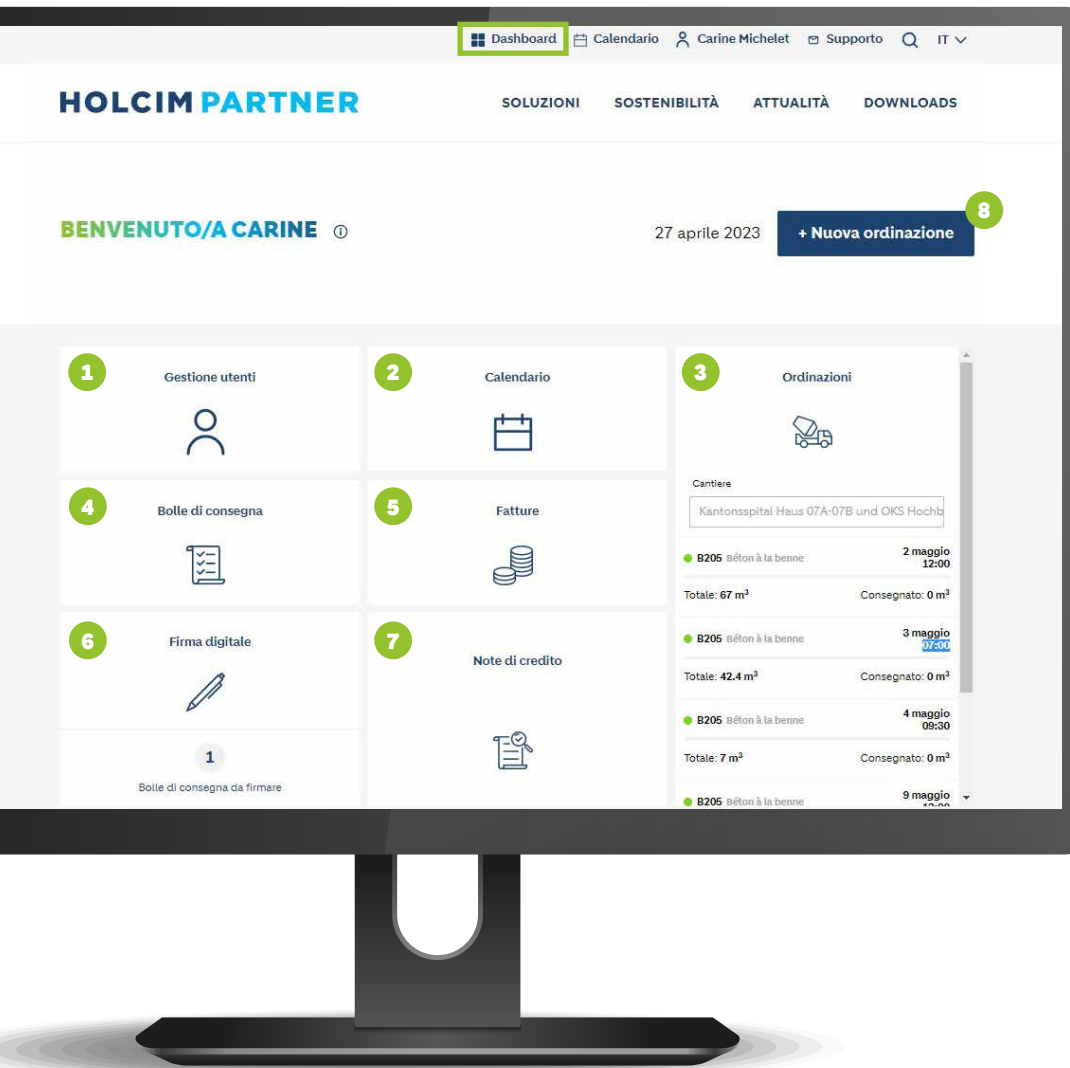 Dashboard Calendario Carine Michelet Supporto IT
HOLCIM PARTNER SOLUZIONI SOSTENIBILITÀ ATTUALITÀ DOWNLOADS
8
BENVENUTO/A CARINE 27 aprile 2023 + Nuova ordinazione
1 Gestione utenti
2 Calendario
3 Ordinazioni
Cantiere
Kantonsspital Haus 07A-07B und OKS Hochb
4 Bolle di consegna
5 Fatture
B205 Béton à la benne 2 maggio
12:00
Totale: 67 m³ Consegnato: 0 m³
6 Firma digitale
7 Note di credito
B205 Béton à la benne 3 maggio
07:00
Totale: 42.4 m³ Consegnato: 0 m³
B205 Béton à la benne 4 maggio
09:30
1
Bolle di consegna da firmare
Totale: 7 m³ Consegnato: 0 m³
B205 Béton à la benne 9 maggio